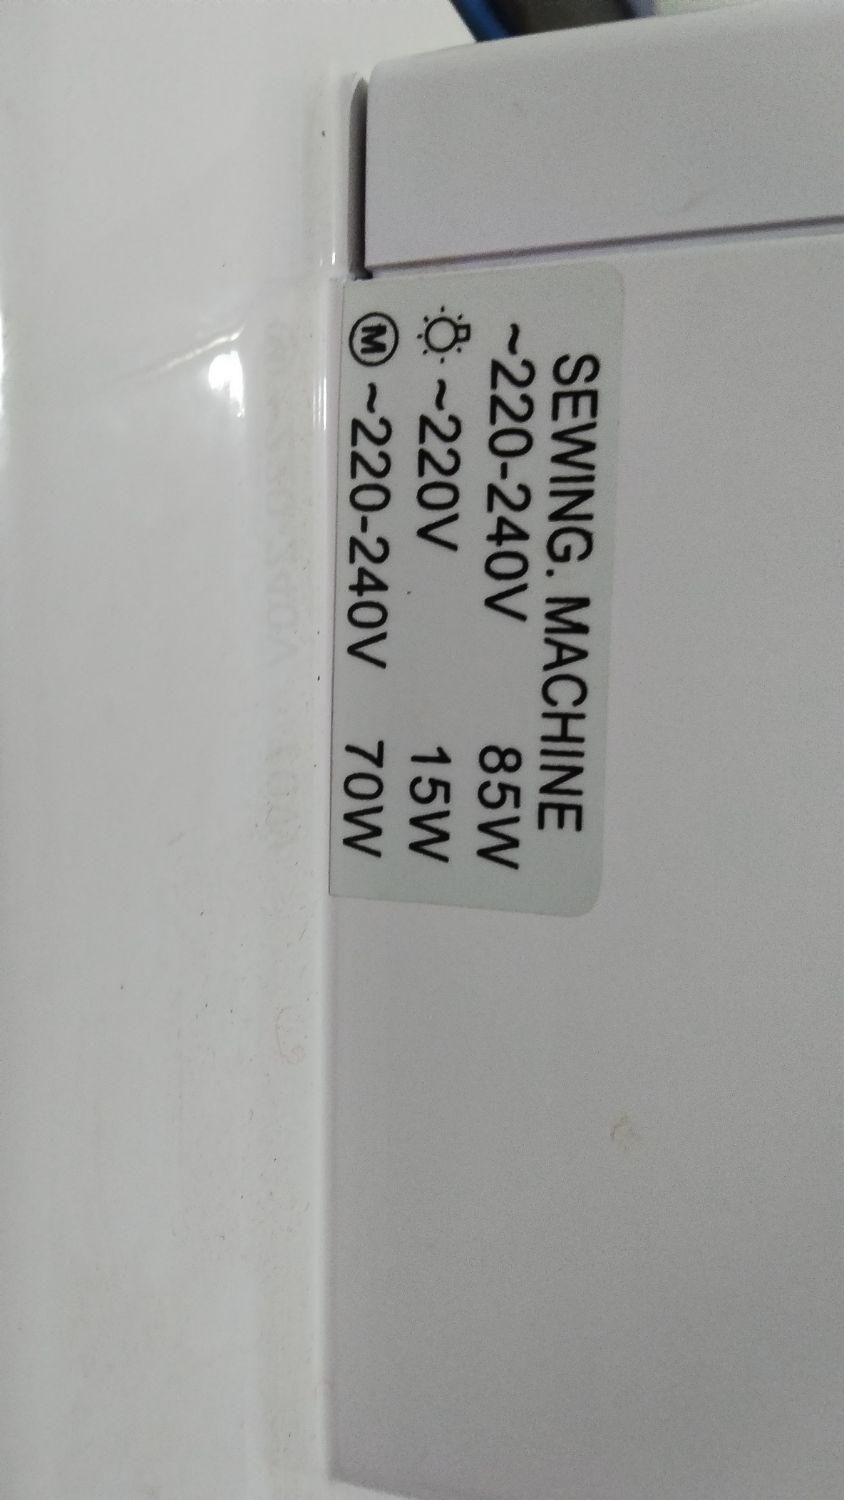 SEWING. MACHINE
~220-240V 85W
~220V 15W
M ~220-240V 70W